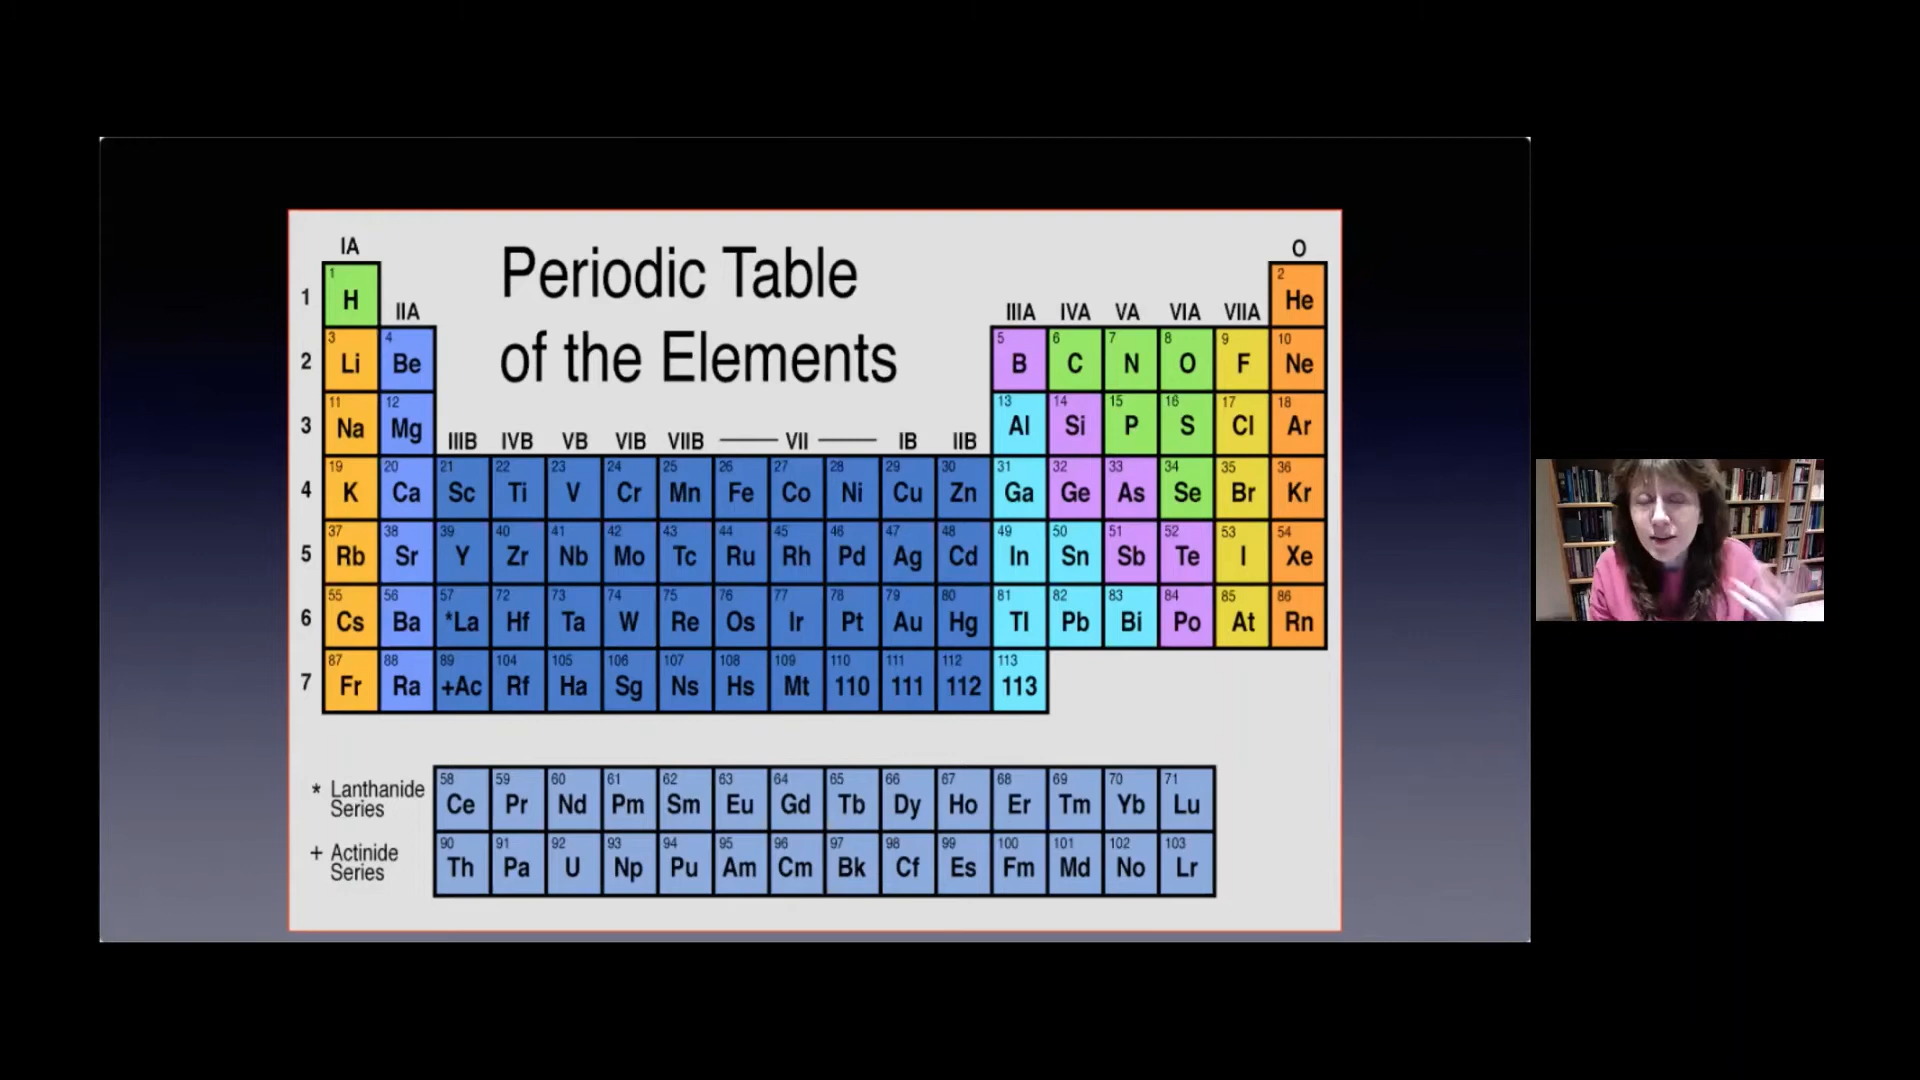 IA O
Periodic Table
1 H 2 He
1
IIA IIIA IVA VA VIA VIIA
of the Elements
3 Li 4 Be 5 B 6 C 7 N 8 O 9 F 10 Ne
2
11 Na 12 Mg 13 Al 14 Si 15 P 16 S 17 Cl 18 Ar
3
IIIB IVB VB VIB VIIB VII IB IIB
19 K 20 Ca 21 Sc 22 Ti 23 V 24 Cr 25 Mn 26 Fe 27 Co 28 Ni 29 Cu 30 Zn 31 Ga 32 Ge 33 As 34 Se 35 Br 36 Kr
4
37 Rb 38 Sr 39 Y 40 Zr 41 Nb 42 Mo 43 Tc 44 Ru 45 Rh 46 Pd 47 Ag 48 Cd 49 In 50 Sn 51 Sb 52 Te 53 I 54 Xe
5
55 Cs 56 Ba 57 *La 72 Hf 73 Ta 74 W 75 Re 76 Os 77 Ir 78 Pt 79 Au 80 Hg 81 Tl 82 Pb 83 Bi 84 Po 85 At 86 Rn
6
87 Fr 88 Ra 89 +Ac 104 Rf 105 Ha 106 Sg 107 Ns 108 Hs 109 Mt 110 110 111 111 112 112 113 113
7
* Lanthanide
Series
58 Ce 59 Pr 60 Nd 61 Pm 62 Sm 63 Eu 64 Gd 65 Tb 66 Dy 67 Ho 68 Er 69 Tm 70 Yb 71 Lu
+ Actinide
Series
90 Th 91 Pa 92 U 93 Np 94 Pu 95 Am 96 Cm 97 Bk 98 Cf 99 Es 100 Fm 101 Md 102 No 103 Lr